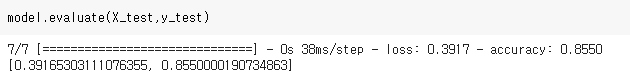 model.evaluate(X_test,y_test)
7/7 [==============================] - 0s 38ms/step - loss: 0.3917 - accuracy: 0.8550
[0.39165303111076355, 0.8550000190734863]